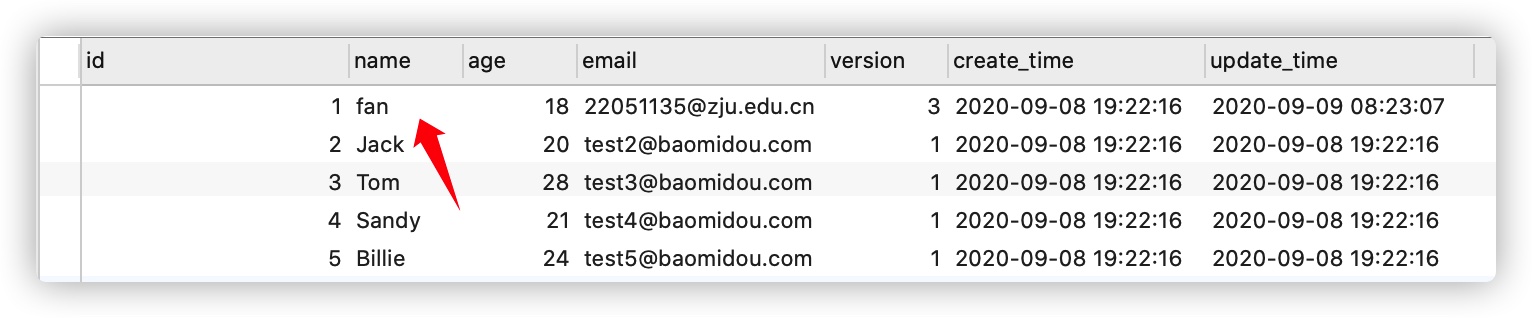 id name age email version create_time update_time
1 fan 18 22051135@zju.edu.cn 3 2020-09-08 19:22:16 2020-09-09 08:23:07
2 Jack 20 test2@baomidou.com 1 2020-09-08 19:22:16 2020-09-08 19:22:16
3 Tom 28 test3@baomidou.com 1 2020-09-08 19:22:16 2020-09-08 19:22:16
4 Sandy 21 test4@baomidou.com 1 2020-09-08 19:22:16 2020-09-08 19:22:16
5 Billie 24 test5@baomidou.com 1 2020-09-08 19:22:16 2020-09-08 19:22:16